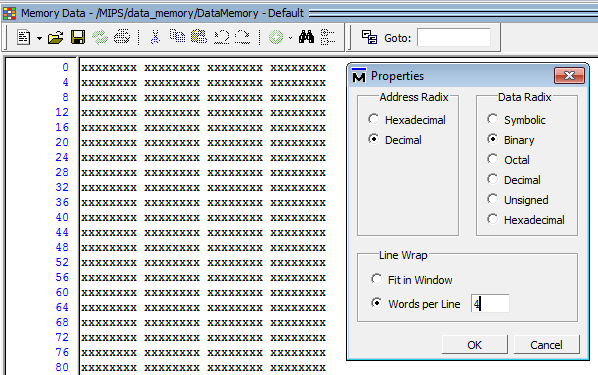 Memory Data - /MIPS/data_memory/DataMemory - Default
Goto:
0 xxxxxxxx xxxxxxxx xxxxxxxx xxxxxxxx
4 xxxxxxxx xxxxxxxx xxxxxxxx xxxxxxxx
8 xxxxxxxx xxxxxxxx xxxxxxxx xxxxxxxx
12 xxxxxxxx xxxxxxxx xxxxxxxx xxxxxxxx
16 xxxxxxxx xxxxxxxx xxxxxxxx xxxxxxxx
20 xxxxxxxx xxxxxxxx xxxxxxxx xxxxxxxx
24 xxxxxxxx xxxxxxxx xxxxxxxx xxxxxxxx
28 xxxxxxxx xxxxxxxx xxxxxxxx xxxxxxxx
32 xxxxxxxx xxxxxxxx xxxxxxxx xxxxxxxx
36 xxxxxxxx xxxxxxxx xxxxxxxx xxxxxxxx
40 xxxxxxxx xxxxxxxx xxxxxxxx xxxxxxxx
44 xxxxxxxx xxxxxxxx xxxxxxxx xxxxxxxx
48 xxxxxxxx xxxxxxxx xxxxxxxx xxxxxxxx
52 xxxxxxxx xxxxxxxx xxxxxxxx xxxxxxxx
56 xxxxxxxx xxxxxxxx xxxxxxxx xxxxxxxx
60 xxxxxxxx xxxxxxxx xxxxxxxx xxxxxxxx
64 xxxxxxxx xxxxxxxx xxxxxxxx xxxxxxxx
68 xxxxxxxx xxxxxxxx xxxxxxxx xxxxxxxx
72 xxxxxxxx xxxxxxxx xxxxxxxx xxxxxxxx
76 xxxxxxxx xxxxxxxx xxxxxxxx xxxxxxxx
80 xxxxxxxx xxxxxxxx xxxxxxxx xxxxxxxx
Properties
Address Radix
Hexadecimal
Decimal
Data Radix
Symbolic
Binary
Octal
Decimal
Unsigned
Hexadecimal
Line Wrap
Fit in Window
Words per Line 4
OK Cancel